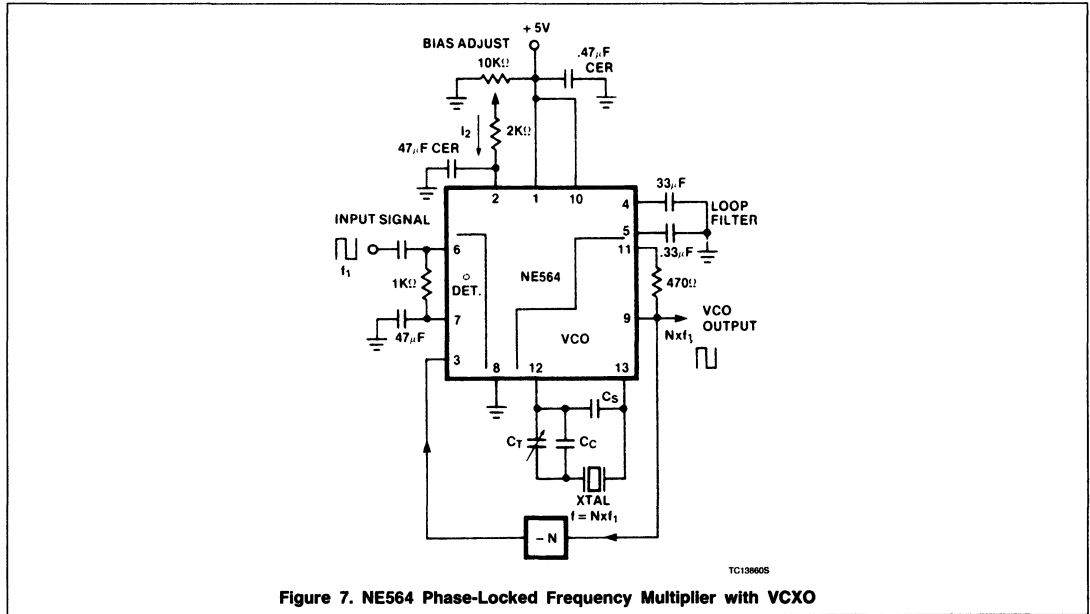 + 5V
BIAS ADJUST
10KΩ
.47µF
CER
I2
2KΩ
47µF CER
2
1
10
4
33µF
LOOP
FILTER
5
.33µF
11
INPUT SIGNAL
f1
6
1KΩ
φ
DET.
NE564
470Ω
7
47µF
9
VCO
OUTPUT
Nxf1
VCO
3
8
12
13
CS
CT
CC
XTAL
f = Nxf1
– N
TC13860S
Figure 7. NE564 Phase-Locked Frequency Multiplier with VCXO